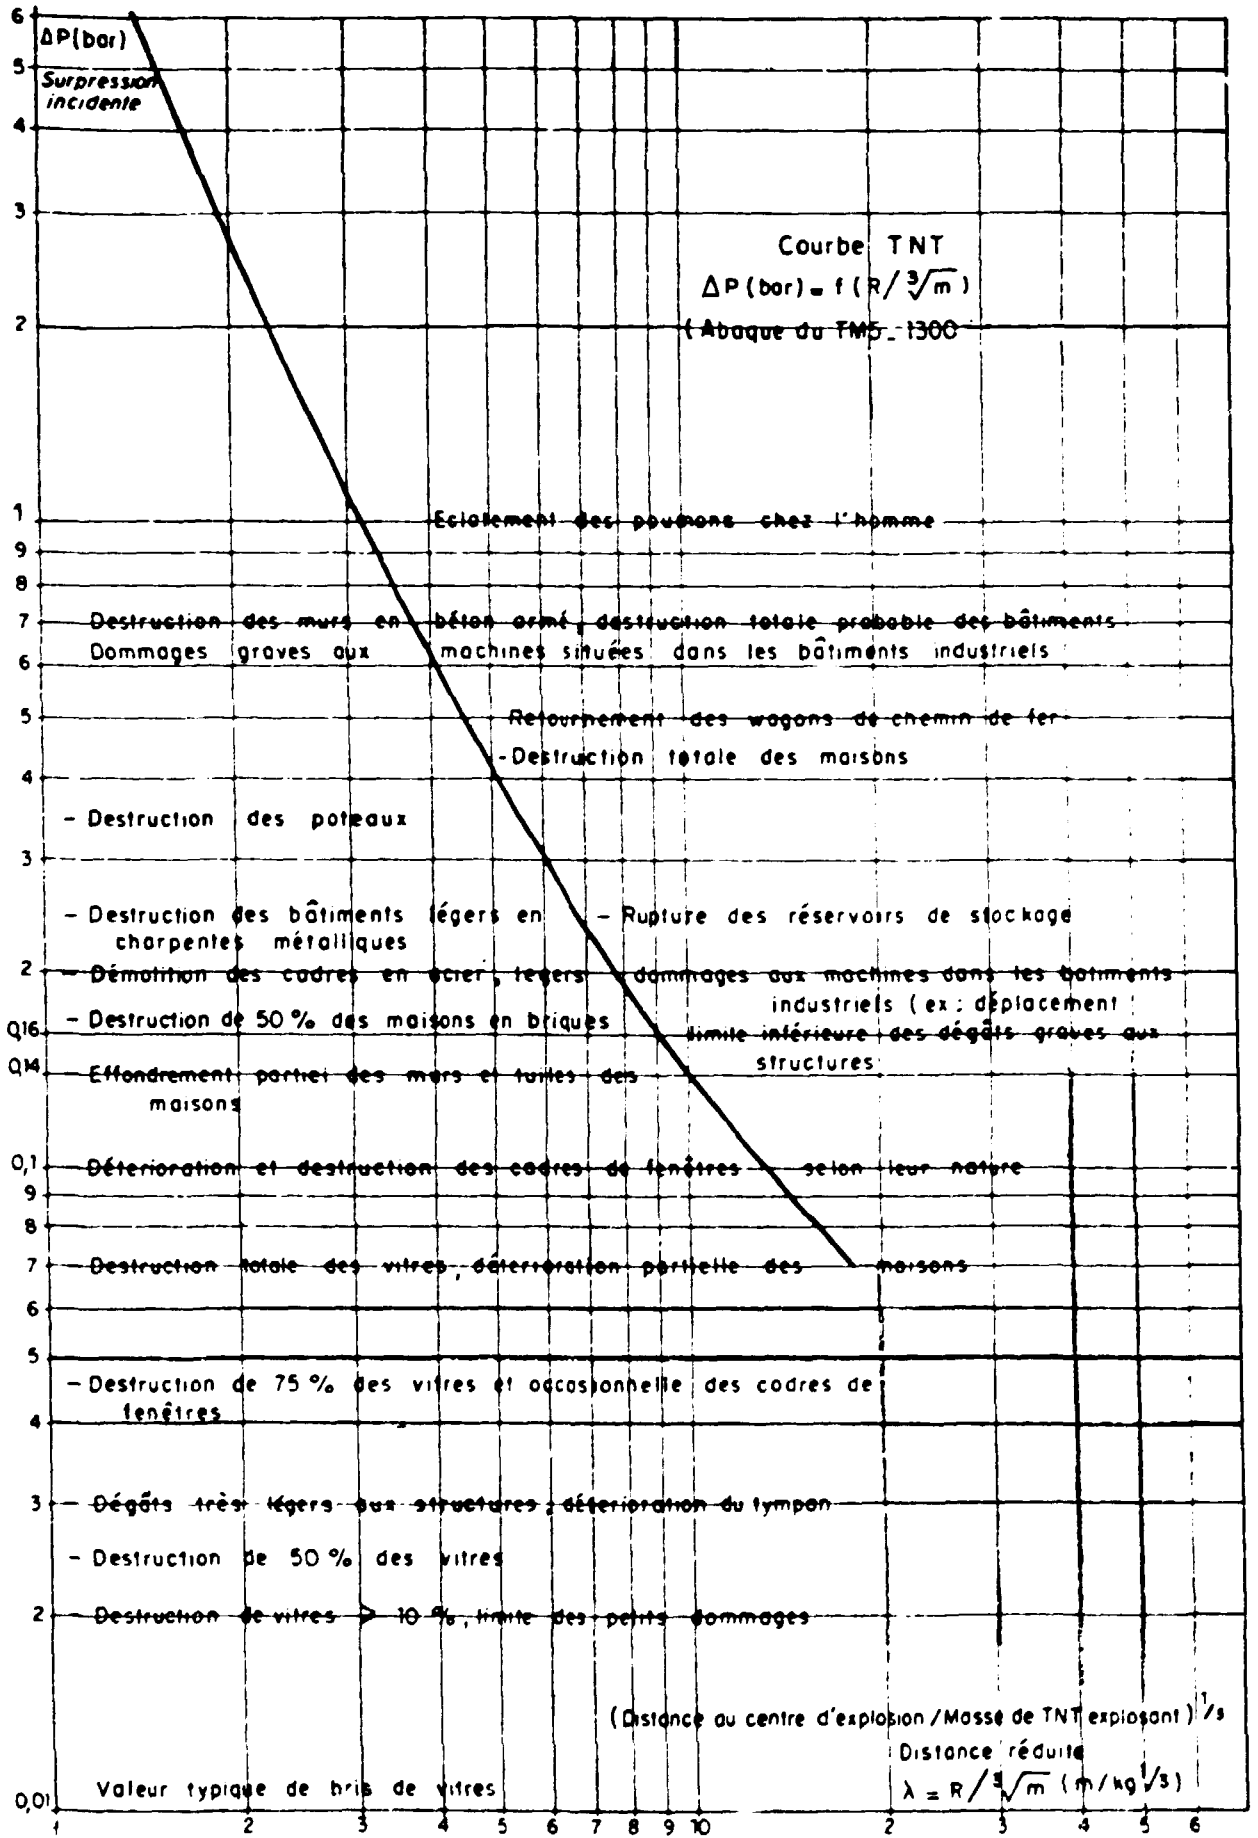 6
ΔP(bar)
5
Surpression
incidente
4
3
Courbe TNT
ΔP(bar) = f(R/∛m)
2
(Abaque du TM5_1300
1
Eclatement des poumons chez l'homme
9
8
7
- Destruction des murs en béton armé, destruction totale probable des bâtiments
Dommages graves aux machines situées dans les bâtiments industriels
6
5
- Retournement des wagons de chemin de fer
- Destruction totale des maisons
4
- Destruction des poteaux
3
- Destruction des bâtiments légers en
charpentes métalliques
- Rupture des réservoirs de stockage
2
- Démolition des cadres en acier, legers dommages aux machines dans les batiments
industriels (ex: déplacement
- Destruction de 50 % des maisons en briques
0,16
limite inférieure des dégâts graves aux
structures
0,14
- Effondrement partiel des murs et tuiles des
maisons
0,1
- Déterioration et destruction des cadres de fenêtres selon leur nature
9
8
7
- Destruction totale des vitres, déterioration partielle des maisons
6
5
- Destruction de 75 % des vitres et occasionnelle des cadres de
fenêtres
4
3
- Dégâts très légers aux structures, déterioration du tympan
- Destruction de 50 % des vitres
2
- Destruction de vitres > 10 %, limite des petits dommages
(Distance au centre d'explosion / Masse de TNT explosant) 1/3
Distance réduite
λ = R/∛m (m/kg 1/3)
Valeur typique de bris de vitres
0,01
1 2 3 4 5 6 7 8 9 10 2 3 4 5 6